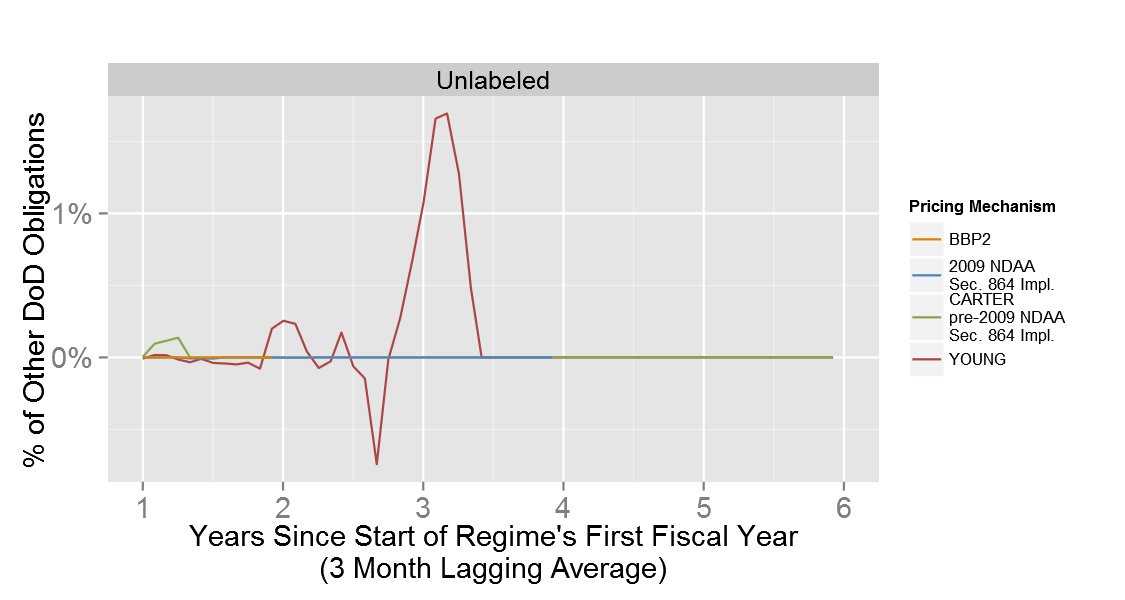 Unlabeled
% of Other DoD Obligations
1%
0%
1 2 3 4 5 6
Years Since Start of Regime's First Fiscal Year
(3 Month Lagging Average)
Pricing Mechanism
BBP2
2009 NDAA
Sec. 864 Impl.
CARTER
pre-2009 NDAA
Sec. 864 Impl.
YOUNG